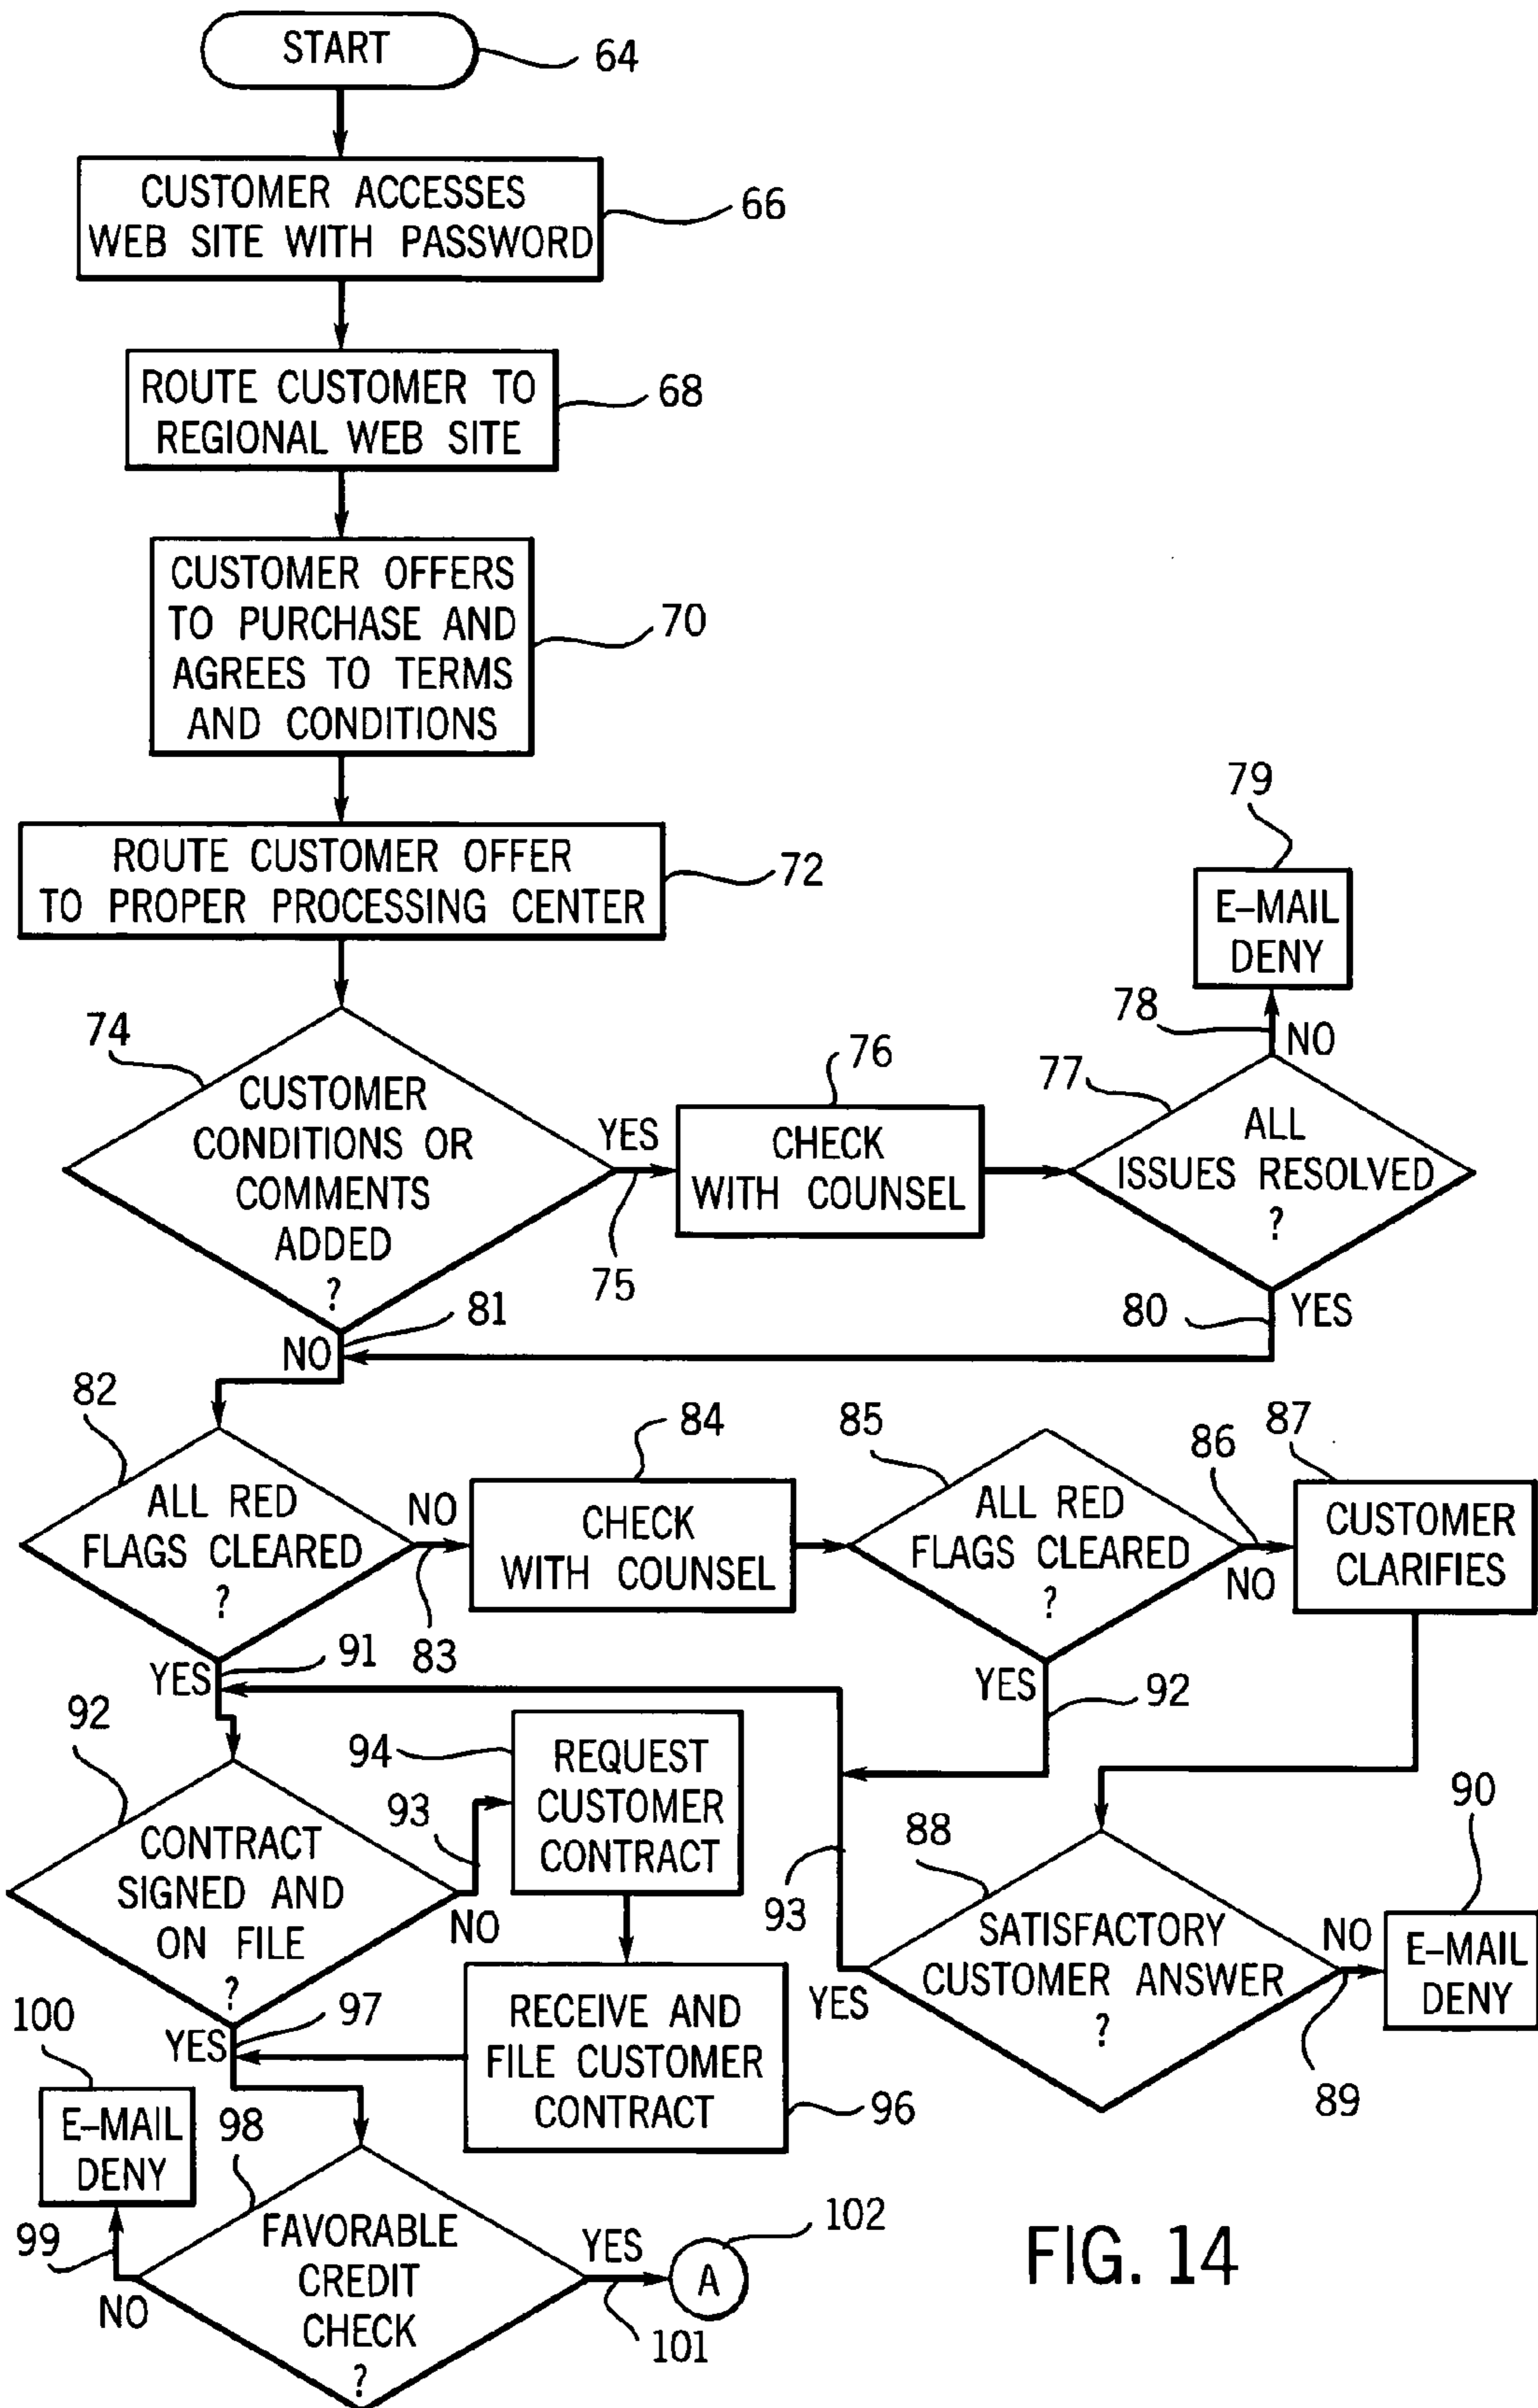 START
64
CUSTOMER ACCESSES
WEB SITE WITH PASSWORD
66
ROUTE CUSTOMER TO
REGIONAL WEB SITE
68
CUSTOMER OFFERS
TO PURCHASE AND
AGREES TO TERMS
AND CONDITIONS
70
ROUTE CUSTOMER OFFER
TO PROPER PROCESSING CENTER
72
79
E-MAIL
DENY
78
NO
74
CUSTOMER
CONDITIONS OR
COMMENTS
ADDED
?
YES
75
76
CHECK
WITH COUNSEL
77
ALL
ISSUES RESOLVED
?
80
YES
81
NO
82
ALL RED
FLAGS CLEARED
?
NO
83
84
CHECK
WITH COUNSEL
85
ALL RED
FLAGS CLEARED
?
86
NO
87
CUSTOMER
CLARIFIES
YES
91
YES
92
92
CONTRACT
SIGNED AND
ON FILE
?
93
NO
94
REQUEST
CUSTOMER
CONTRACT
93
88
SATISFACTORY
CUSTOMER ANSWER
?
YES
NO
89
90
E-MAIL
DENY
RECEIVE AND
FILE CUSTOMER
CONTRACT
96
YES
97
100
E-MAIL
DENY
98
FAVORABLE
CREDIT
CHECK
?
99
NO
YES
101
A
102
FIG. 14